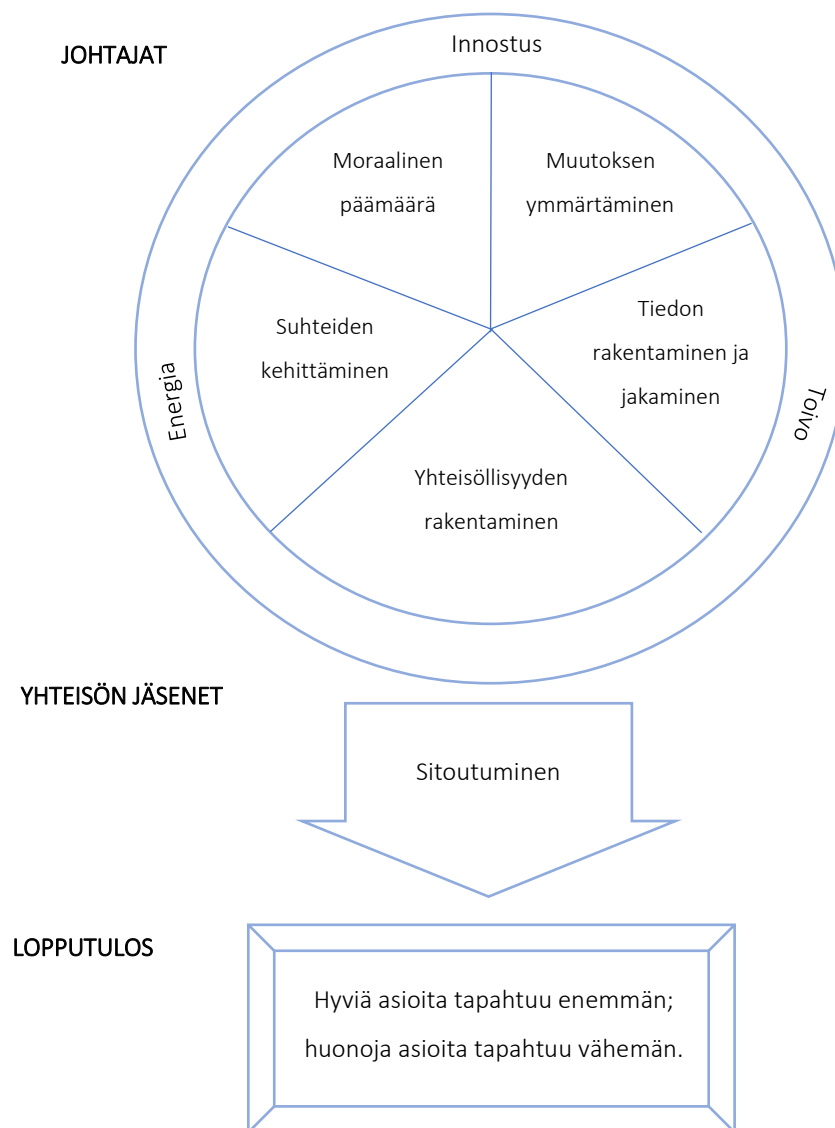 Innostus
JOHTAJAT
Moraalinen
päämäärä
Muutoksen
ymmärtäminen
Suhteiden
kehittäminen
Tiedon
rakentaminen ja
jakaminen
Energia
Toivo
Yhteisöllisyyden
rakentaminen
YHTEISÖN JÄSENET
Sitoutuminen
LOPPUTULOS
Hyviä asioita tapahtuu enemmän;
huonoja asioita tapahtuu vähemän.